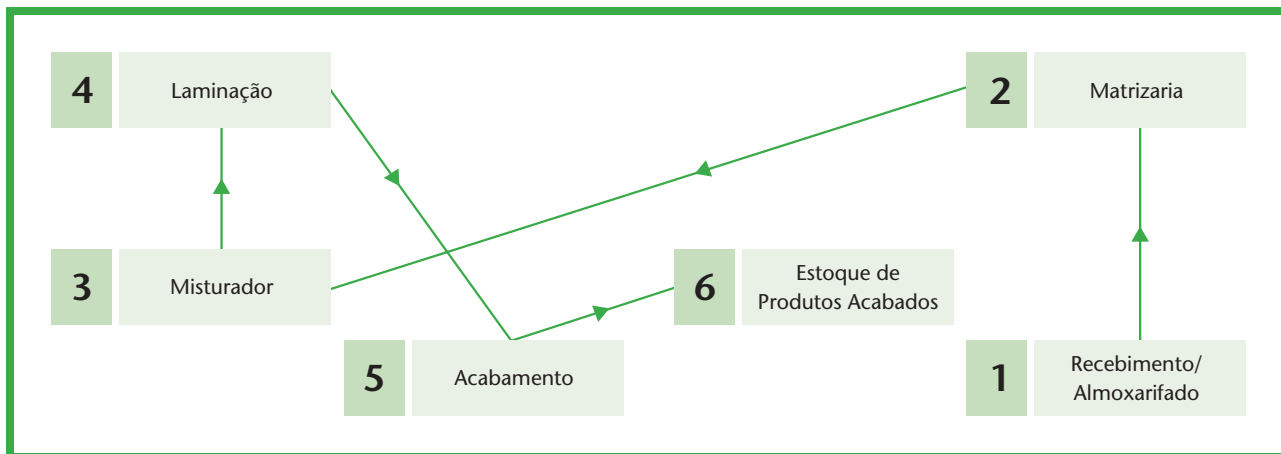 4
Laminação
2
Matrizaria
3
Misturador
6
Estoque de
Produtos Acabados
5
Acabamento
1
Recebimento/
Almoxarifado